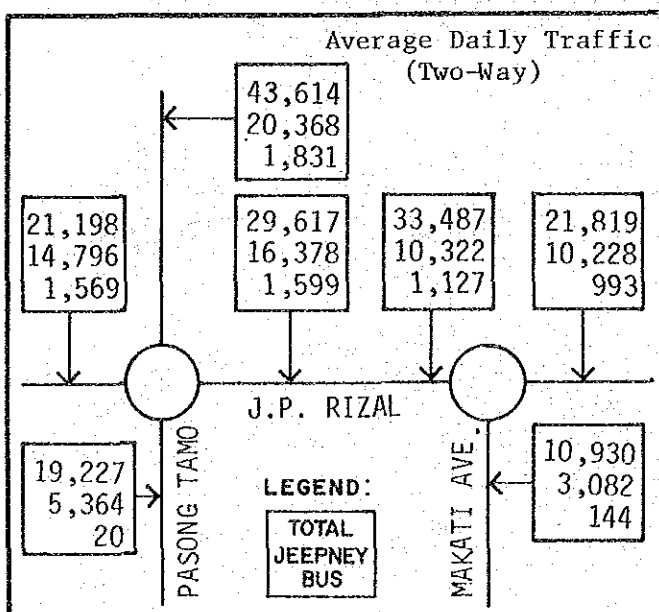 Average Daily Traffic
(Two-Way)
43,614
20,368
1,831
21,198
14,796
1,569
29,617
16,378
1,599
33,487
10,322
1,127
21,819
10,228
993
J.P. RIZAL
19,227
5,364
20
PASONG TAMO
LEGEND:
TOTAL
JEEPNEY
BUS
MAKATI AVE.
10,930
3,082
144